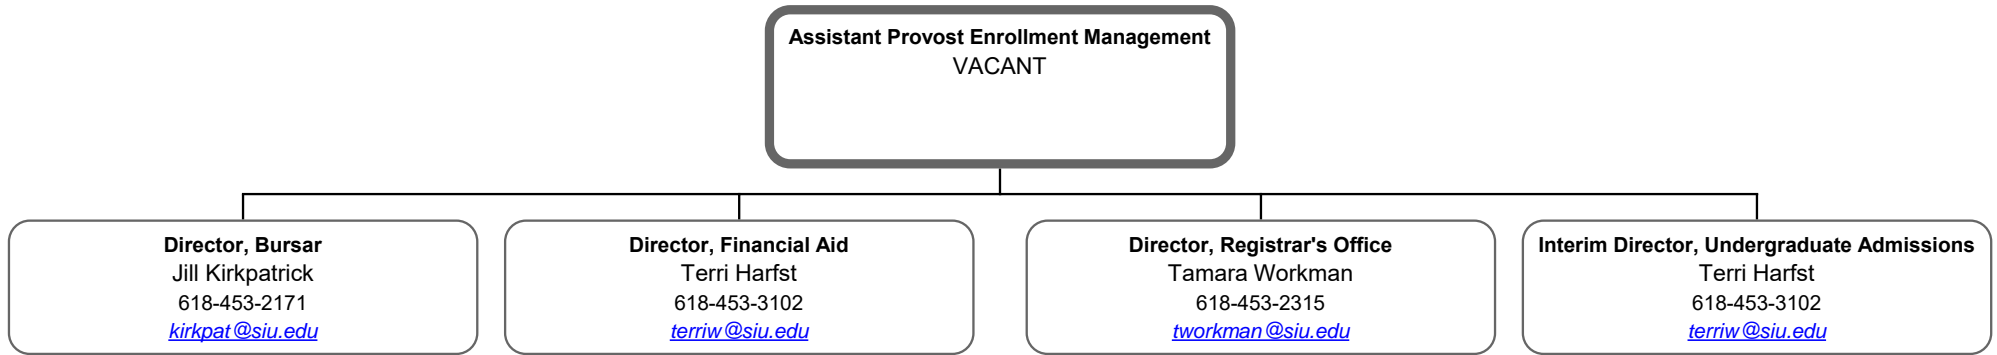 Assistant Provost Enrollment Management
VACANT
Director, Bursar
Jill Kirkpatrick
618-453-2171
kirkpat@siu.edu
Director, Financial Aid
Terri Harfst
618-453-3102
terriw@siu.edu
Director, Registrar's Office
Tamara Workman
618-453-2315
tworkman@siu.edu
Interim Director, Undergraduate Admissions
Terri Harfst
618-453-3102
terriw@siu.edu